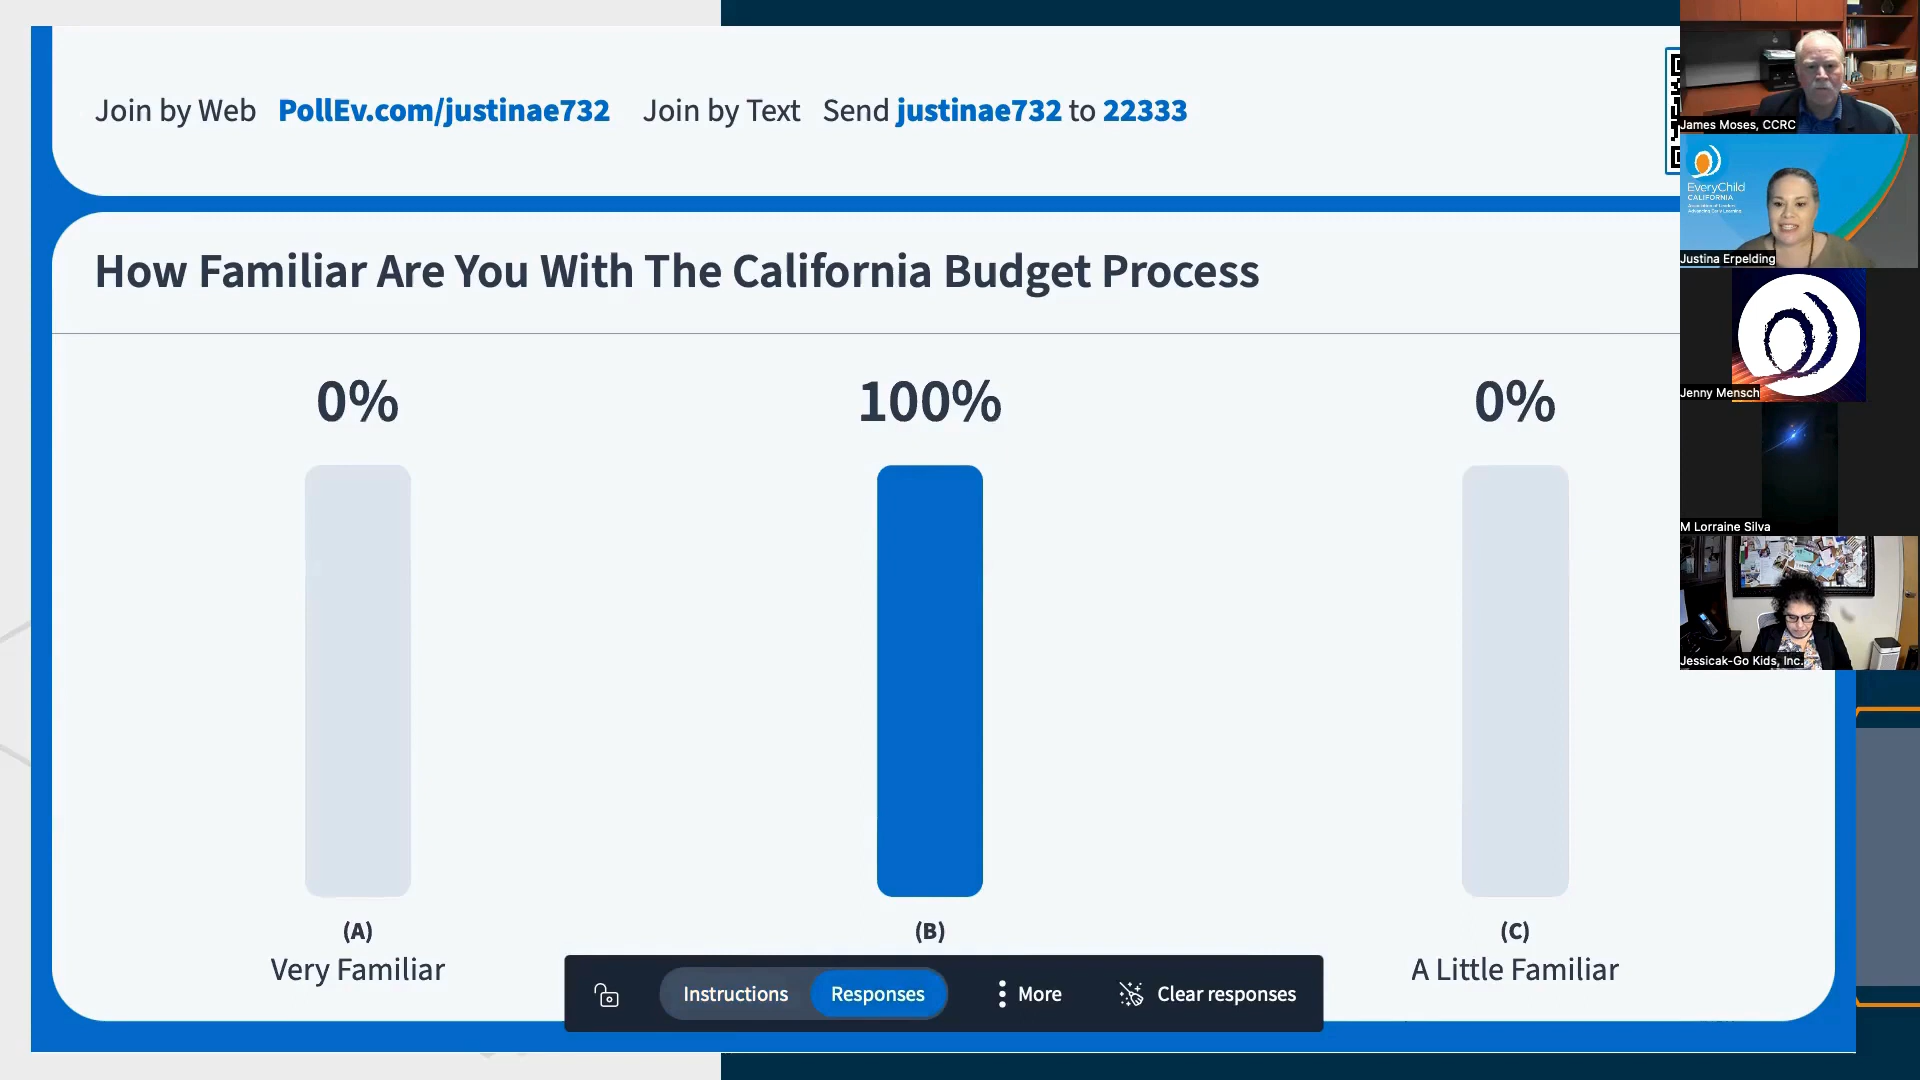 Join by Web PollEv.com/justinae732 Join by Text Send justinae732 to 22333
How Familiar Are You With The California Budget Process
0%
100%
0%
(A)
Very Familiar
(B)
(C)
A Little Familiar
Instructions
Responses
More
Clear responses
James Moses, CCRC
EveryChild
CALIFORNIA
Justina Erpelding
Jenny Mensch
M Lorraine Silva
Jessicak-Go Kids, Inc.